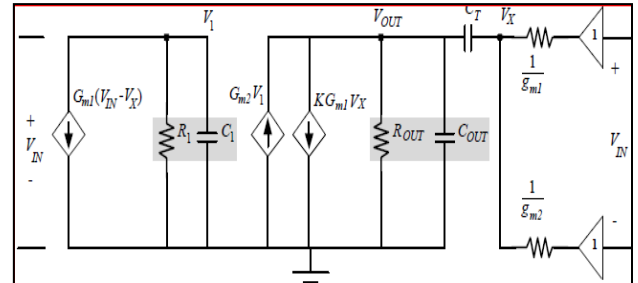 V1 VOUT CT VX
1
Gm1(VIN-VX) Gm2V1 KGm1VX
1
gm1
+
+
VIN R1 C1 ROUT COUT VIN
-
1
gm2
-
1